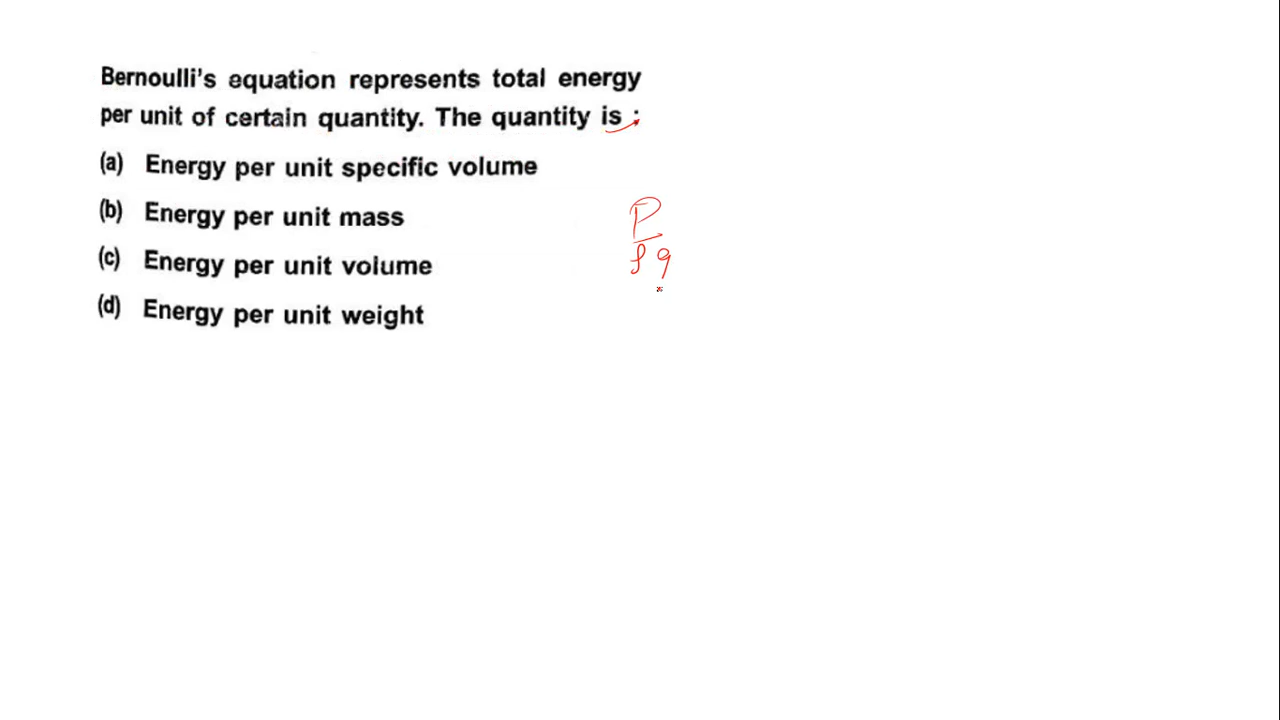 Bernoulli's equation represents total energy
per unit of certain quantity. The quantity is :
(a) Energy per unit specific volume
(b) Energy per unit mass
(c) Energy per unit volume
(d) Energy per unit weight
P
ρg